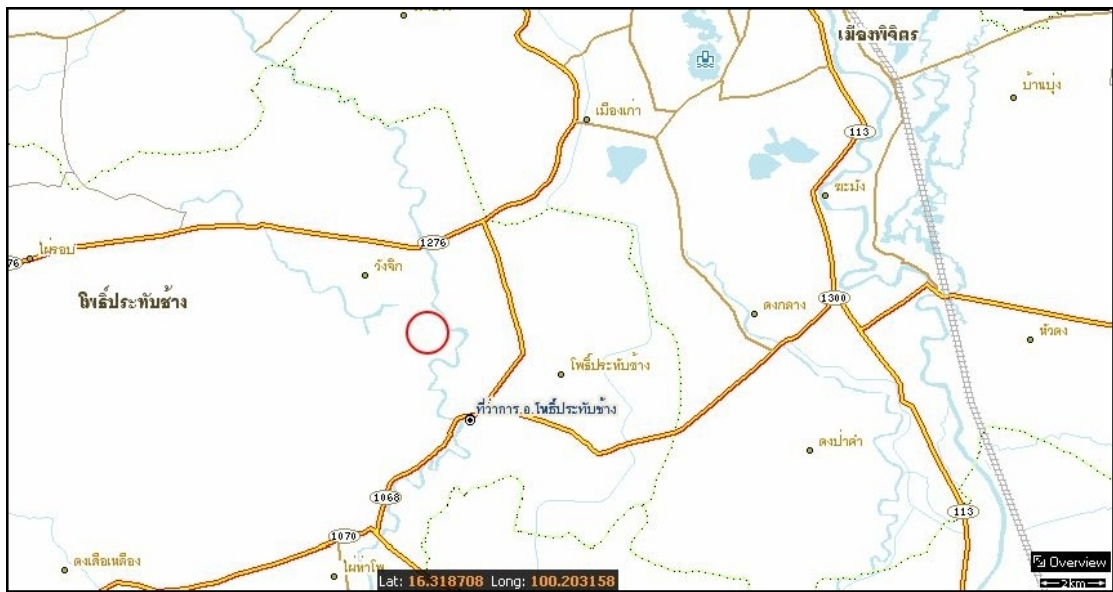 เมืองพิจิตร
บ้านบุ่ง
เมืองเก่า
113
ฆะมัง
1276
ไผ่รอบ
76
วังจิก
โพธิ์ประทับช้าง
1300
ดงกลาง
หัวดง
โพธิ์ประทับช้าง
ที่ว่าการ อ.โพธิ์ประทับช้าง
ดงป่าคำ
1068
113
1070
ดงเสือเหลือง
ไผ่ท่าโพ
Lat: 16.318708 Long: 100.203158
Overview
2km